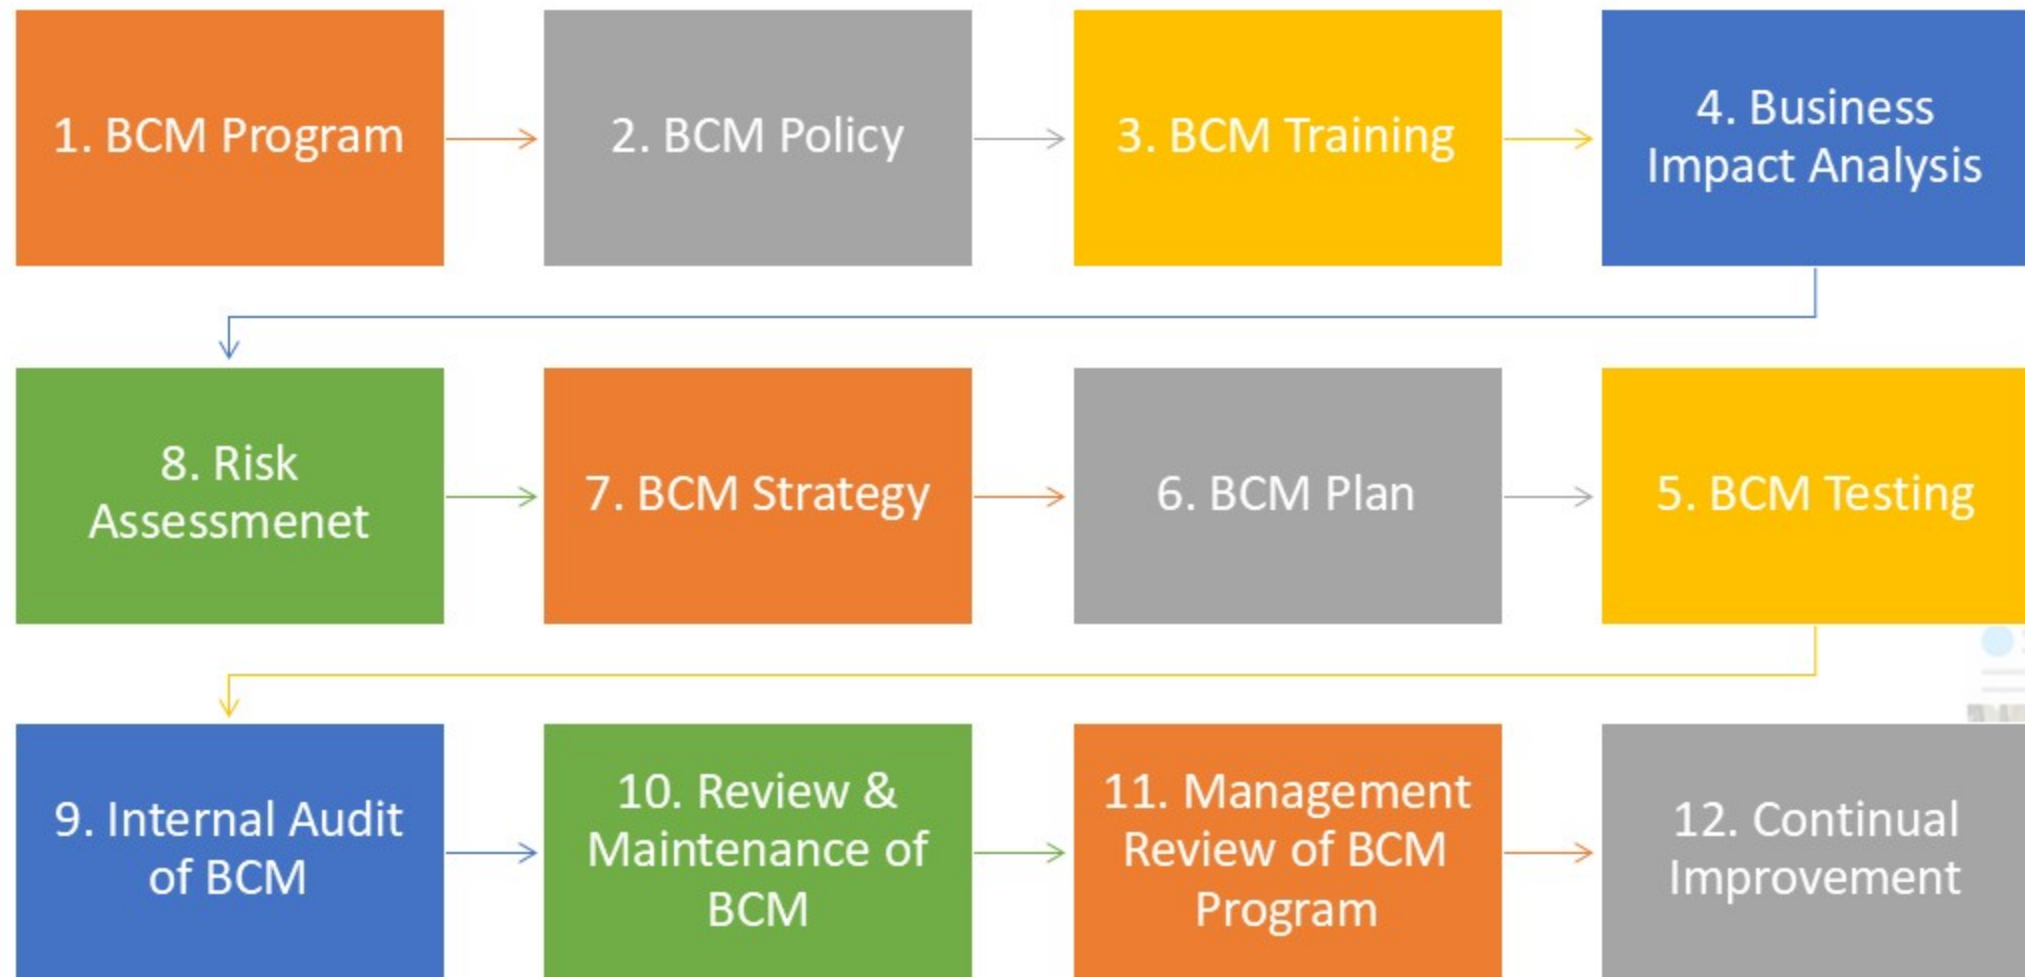 1. BCM Program
2. BCM Policy
3. BCM Training
4. Business
Impact Analysis
8. Risk
Assessmenet
7. BCM Strategy
6. BCM Plan
5. BCM Testing
9. Internal Audit
of BCM
10. Review &
Maintenance of
BCM
11. Management
Review of BCM
Program
12. Continual
Improvement